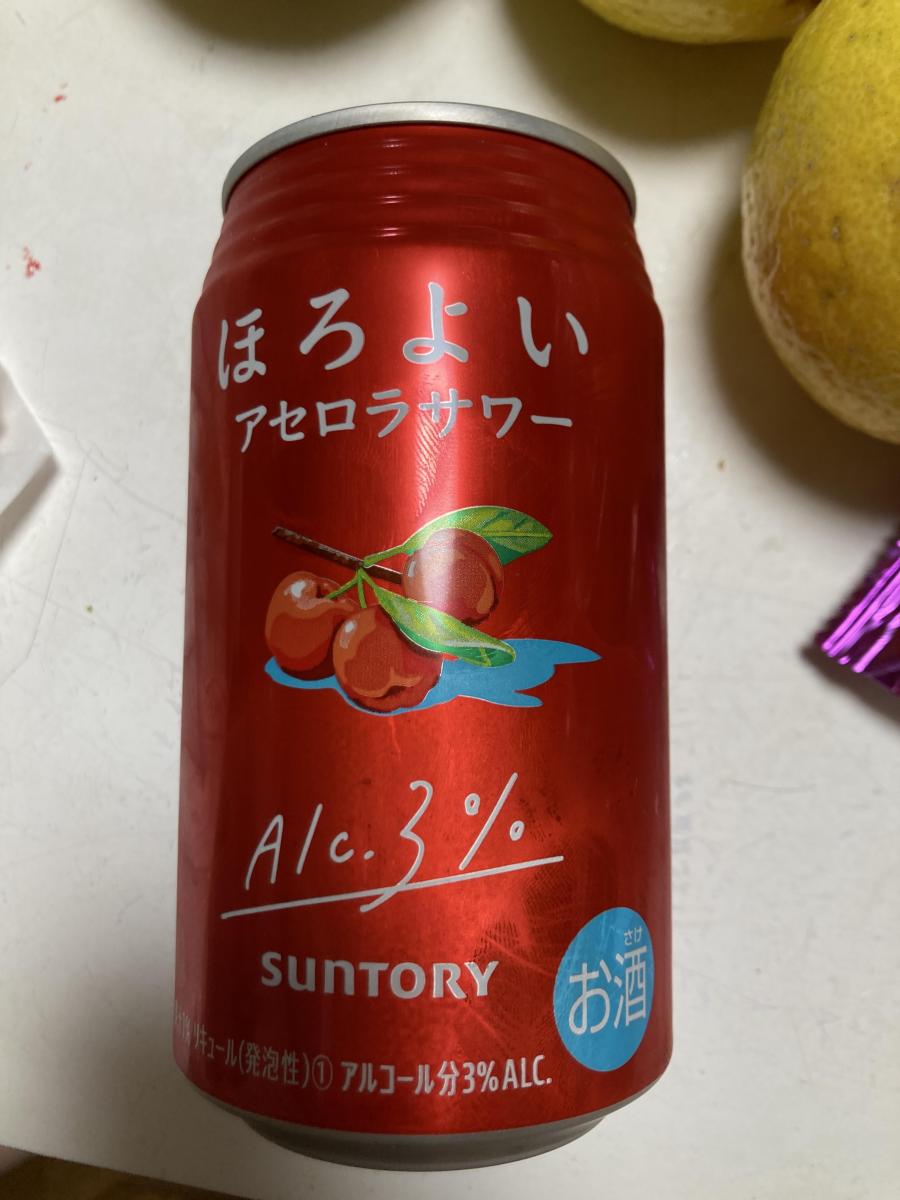 ほろよい
アセロラサワー
Alc.3%
SUNTORY
さけ
お酒
リキュール(発泡性)① アルコール分3%ALC.